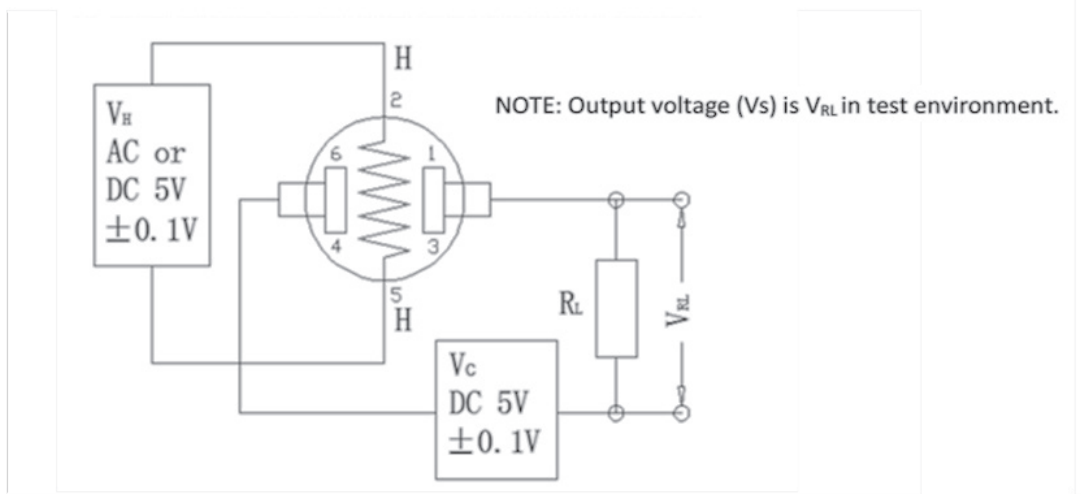 H
2
NOTE: Output voltage (Vs) is VRL in test environment.
VH
AC or
DC 5V
±0. 1V
6
1
4
3
5
H
RL
VRL
Vc
DC 5V
±0. 1V